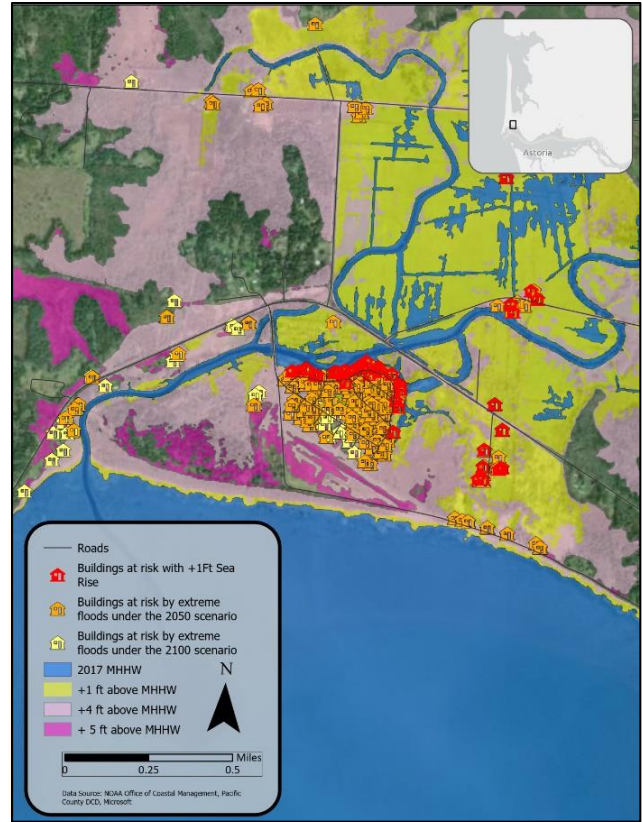 Astoria
Roads
Buildings at risk with +1Ft Sea
Rise
Buildings at risk by extreme
floods under the 2050 scenario
Buildings at risk by extreme
floods under the 2100 scenario
2017 MHHW
N
+1 ft above MHHW
+4 ft above MHHW
+ 5 ft above MHHW
Miles
0 0.25 0.5
Data Source: NOAA Office of Coastal Management, Pacific
County DCD, Microsoft